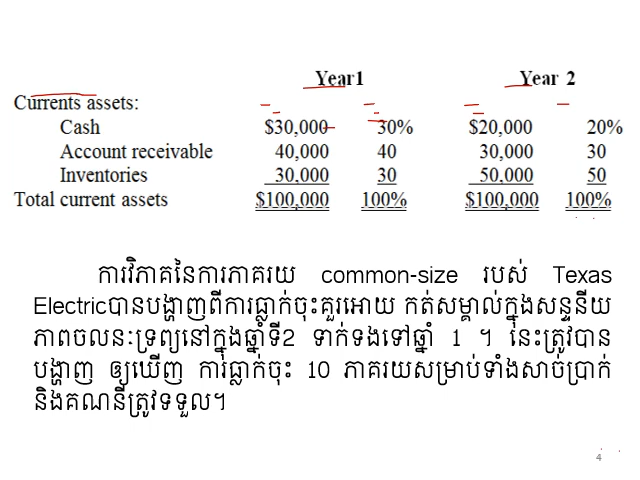 Year1 Year 2
Currents assets:
Cash $30,000 30% $20,000 20%
Account receivable 40,000 40 30,000 30
Inventories 30,000 30 50,000 50
Total current assets $100,000 100% $100,000 100%
ការវិភាគនៃការភាគរយ common-size របស់ Texas
Electricបានបង្ហាញពីការធ្លាក់ចុះគួរអោយ កត់សម្គាល់ក្នុងសន្ទនីយ
ភាពចលនៈទ្រព្យនៅក្នុងឆ្នាំទី2 ទាក់ទងទៅឆ្នាំ 1 ។ នេះត្រូវបាន
បង្ហាញ ឲ្យឃើញ ការធ្លាក់ចុះ 10 ភាគរយសម្រាប់ទាំងសាច់ប្រាក់
និងគណនីត្រូវទទួល។
4